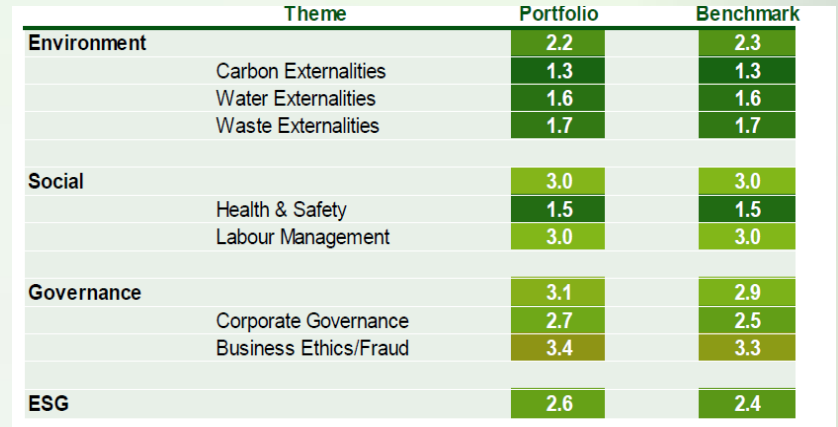 Theme Portfolio Benchmark
Environment 2.2 2.3
Carbon Externalities 1.3 1.3
Water Externalities 1.6 1.6
Waste Externalities 1.7 1.7
Social 3.0 3.0
Health & Safety 1.5 1.5
Labour Management 3.0 3.0
Governance 3.1 2.9
Corporate Governance 2.7 2.5
Business Ethics/Fraud 3.4 3.3
ESG 2.6 2.4